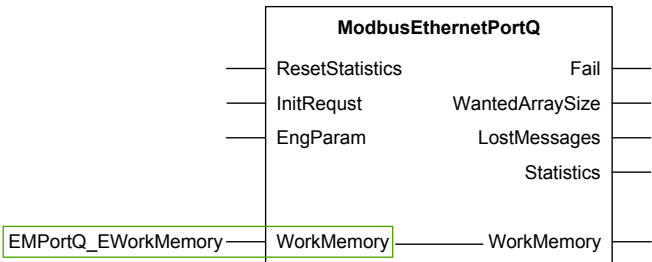 ModbusEthernetPortQ
ResetStatistics Fail
InitRequst WantedArraySize
EngParam LostMessages
Statistics
EMPortQ_EWorkMemory WorkMemory WorkMemory